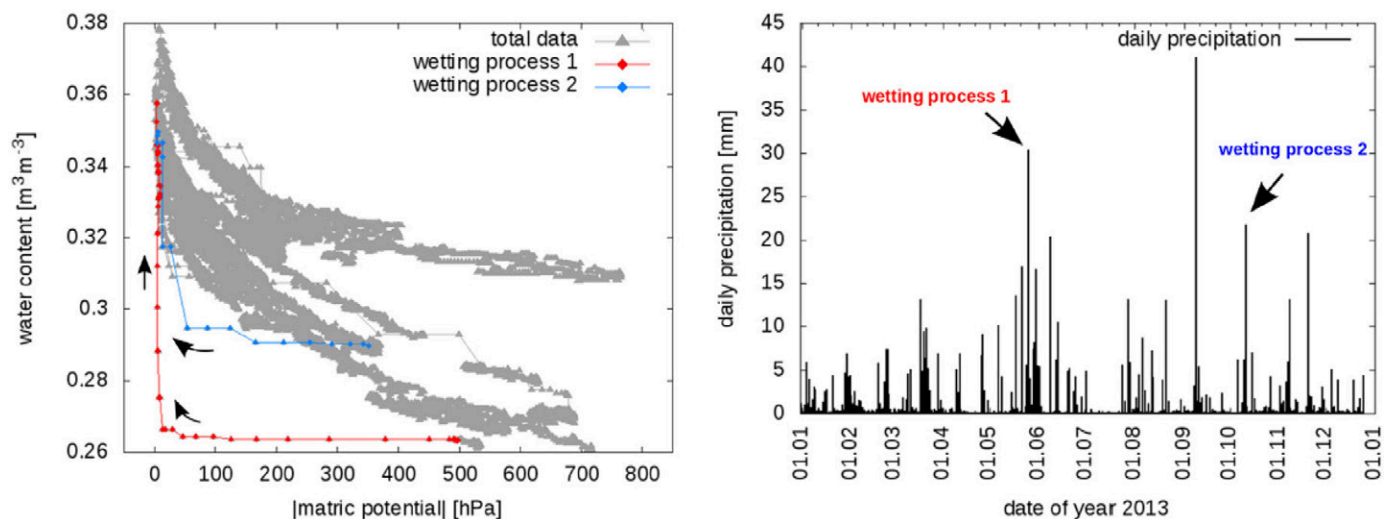 total data
wetting process 1
wetting process 2
water content [m³ m⁻³]
0.38
0.36
0.34
0.32
0.3
0.28
0.26
0 100 200 300 400 500 600 700 800
|matric potential| [hPa]
daily precipitation
wetting process 1
wetting process 2
daily precipitation [mm]
45
40
35
30
25
20
15
10
5
0
01.01 01.02 01.03 01.04 01.05 01.06 01.07 01.08 01.09 01.10 01.11 01.12 01.01
date of year 2013